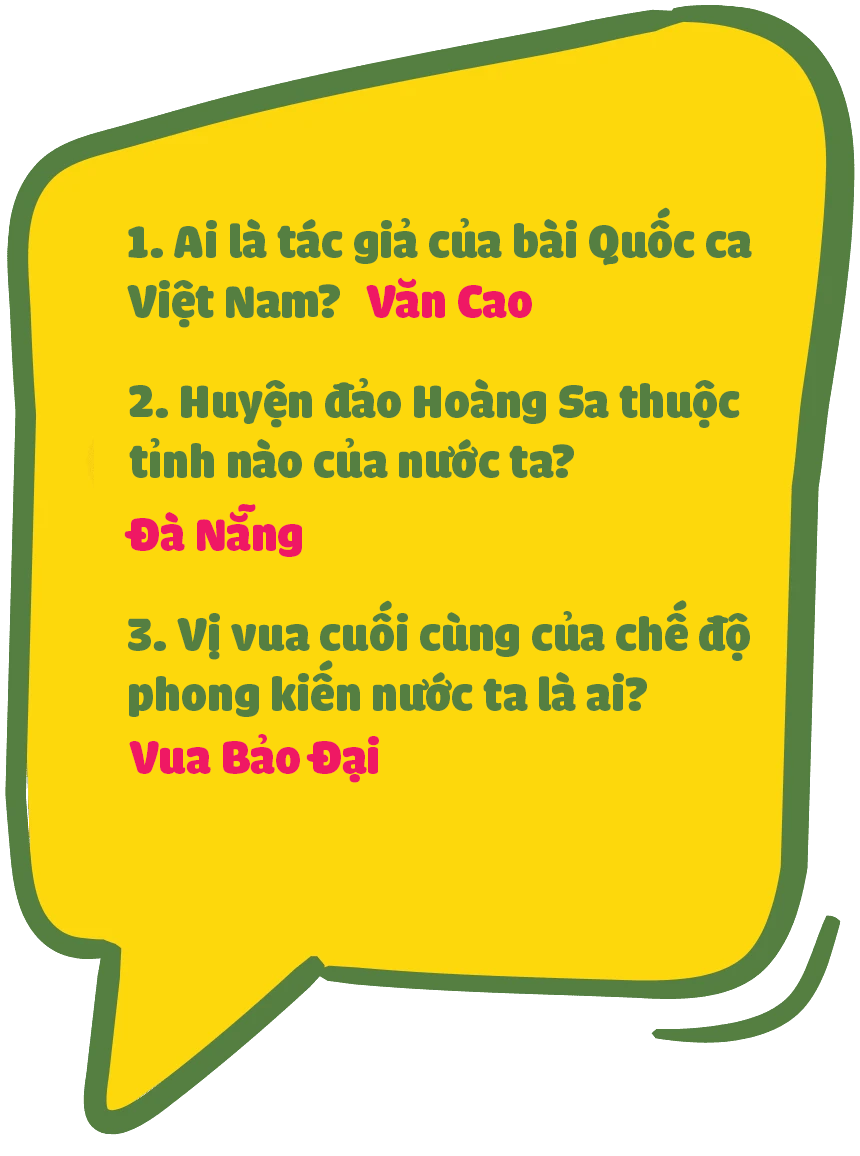 1. Ai là tác giả của bài Quốc ca
Việt Nam? Văn Cao
2. Huyện đảo Hoàng Sa thuộc
tỉnh nào của nước ta?
Đà Nẵng
3. Vị vua cuối cùng của chế độ
phong kiến nước ta là ai?
Vua Bảo Đại